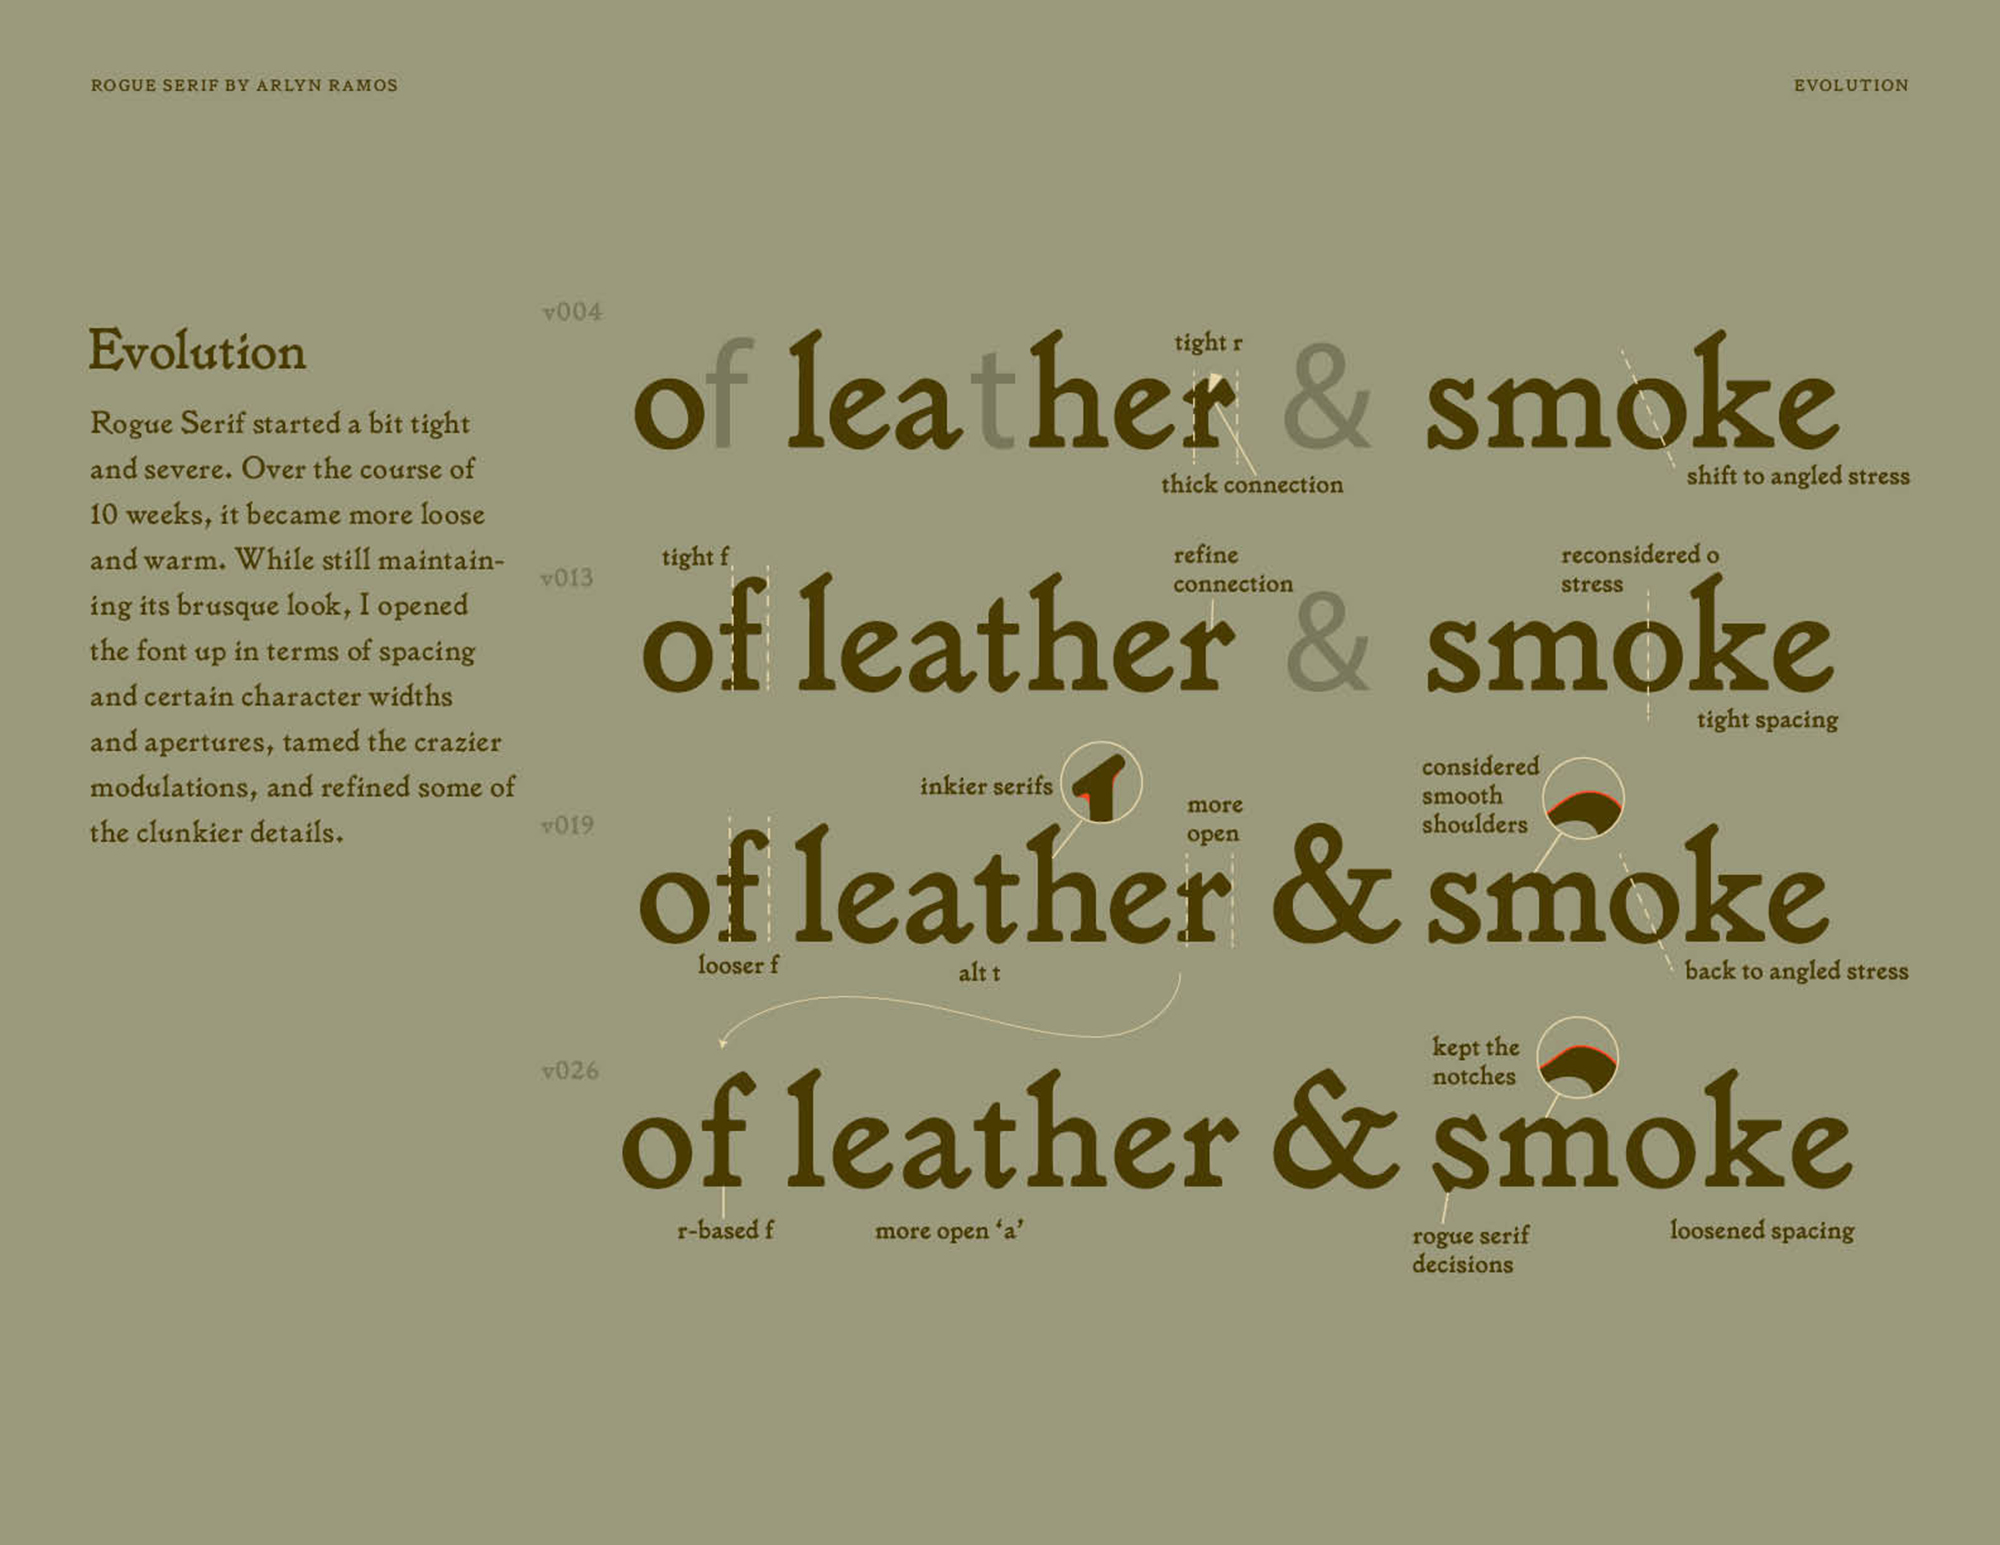 ROGUE SERIF BY ARLYN RAMOS
EVOLUTION
Evolution
Rogue Serif started a bit tight
and severe. Over the course of
10 weeks, it became more loose
and warm. While still maintain-
ing its brusque look, I opened
the font up in terms of spacing
and certain character widths
and apertures, tamed the crazier
modulations, and refined some of
the clunkier details.
v004
tight r
of leather & smoke
thick connection
shift to angled stress
v013
tight f
refine
connection
reconsidered o
stress
of leather & smoke
tight spacing
v019
inkier serifs
more
open
considered
smooth
shoulders
of leather & smoke
looser f
alt t
back to angled stress
v026
kept the
notches
of leather & smoke
r-based f
more open ‘a’
rogue serif
decisions
loosened spacing